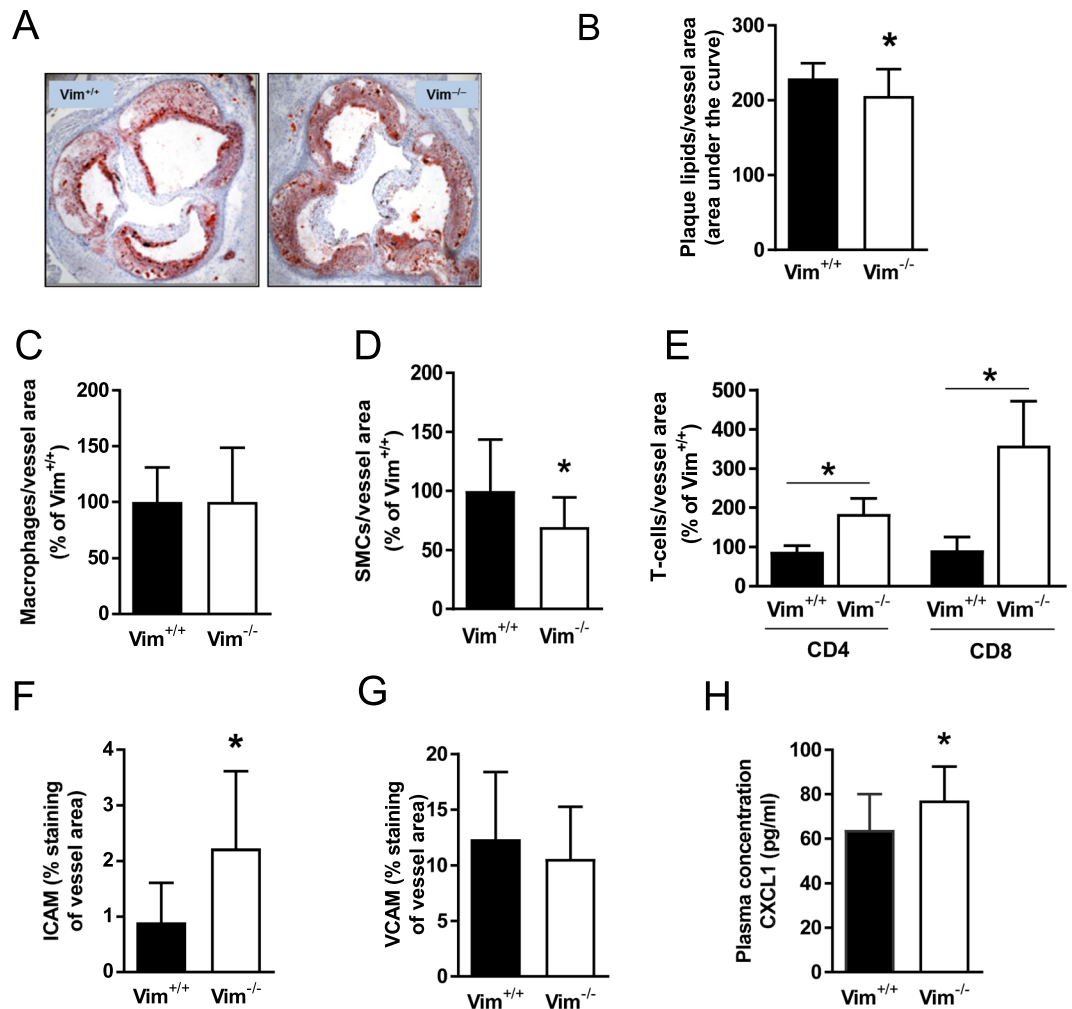 A
Vim+/+
Vim–/–
B
Plaque lipids/vessel area
(area under the curve)
300
200
100
0
*
Vim+/+
Vim-/-
C
Macrophages/vessel area
(% of Vim+/+)
200
150
100
50
0
Vim+/+
Vim-/-
D
SMCs/vessel area
(% of Vim+/+)
200
150
100
50
0
*
Vim+/+
Vim-/-
E
T-cells/vessel area
(% of Vim+/+)
500
400
300
200
100
0
*
*
Vim+/+
Vim-/-
Vim+/+
Vim-/-
CD4
CD8
F
ICAM (% staining
of vessel area)
4
3
2
1
0
*
Vim+/+
Vim-/-
G
VCAM (% staining
of vessel area)
20
15
10
5
0
Vim+/+
Vim-/-
H
Plasma concentration
CXCL1 (pg/ml)
100
80
60
40
20
0
*
Vim+/+
Vim-/-